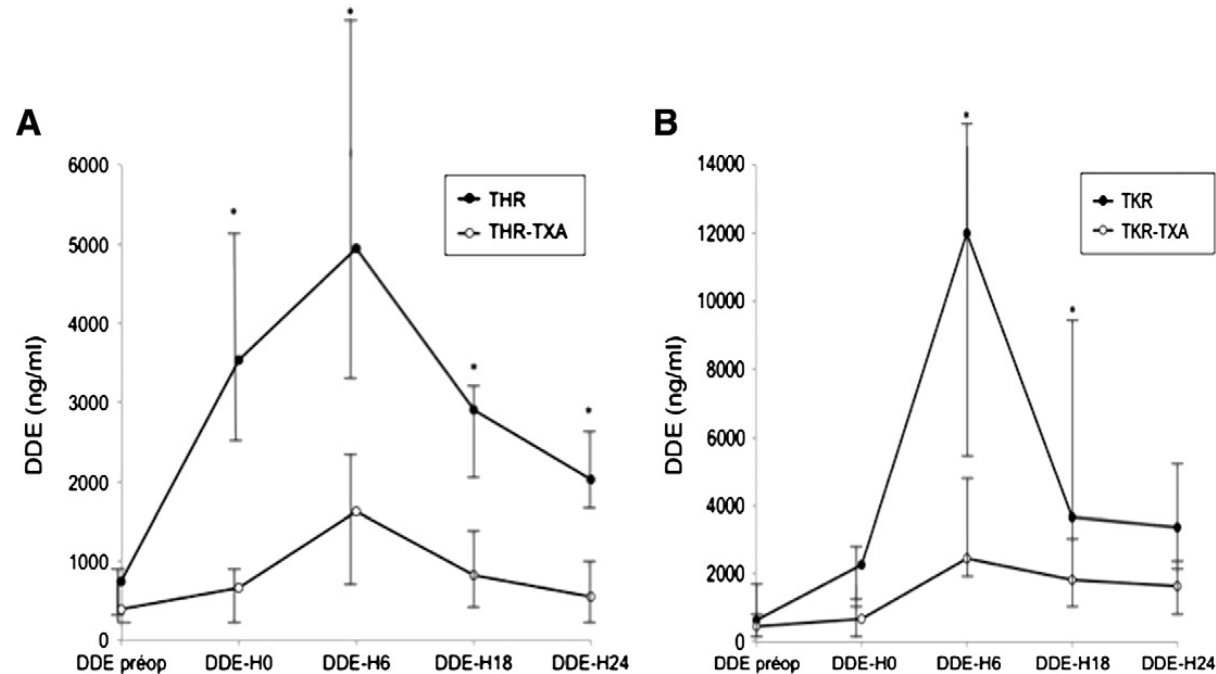 A
DDE (ng/ml)
6000
5000
4000
3000
2000
1000
0
* * * *
THR
THR-TXA
DDE préop DDE-H0 DDE-H6 DDE-H18 DDE-H24
B
DDE (ng/ml)
14000
12000
10000
8000
6000
4000
2000
0
* *
TKR
TKR-TXA
DDE préop DDE-H0 DDE-H6 DDE-H18 DDE-H24